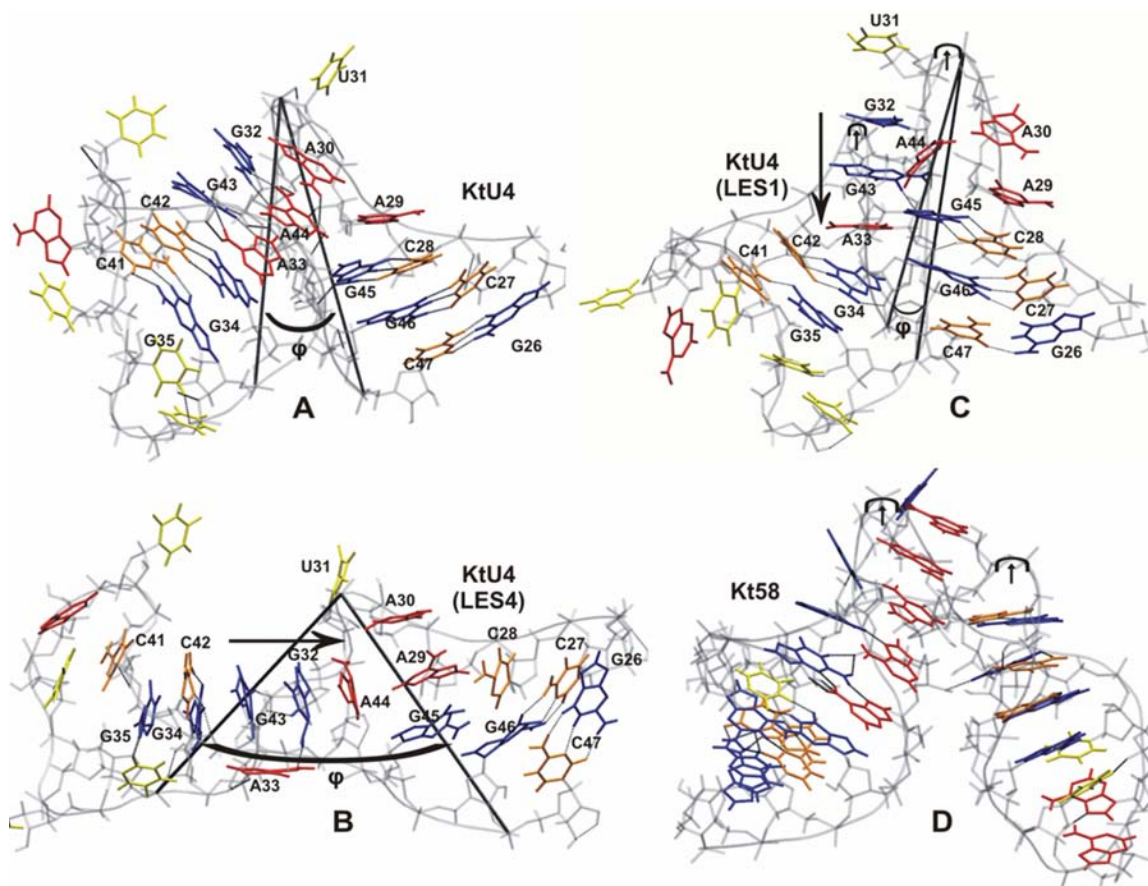 U31
G32
A30
KtU4
G43
C42
A29
A44
C28
C41
A33
G45
C27
G46
G34
G35
φ
G26
C47
A
U31
G32
A30
A44
KtU4
(LES1)
G43
A29
G45
C42
A33
C28
C41
G46
C27
G34
φ
G35
C47
G26
C
U31
KtU4
(LES4)
A30
C28
C41
C42
C27
G26
G32
A29
A44
G45
G46
G35
G34
G43
C47
A33
φ
B
Kt58
D